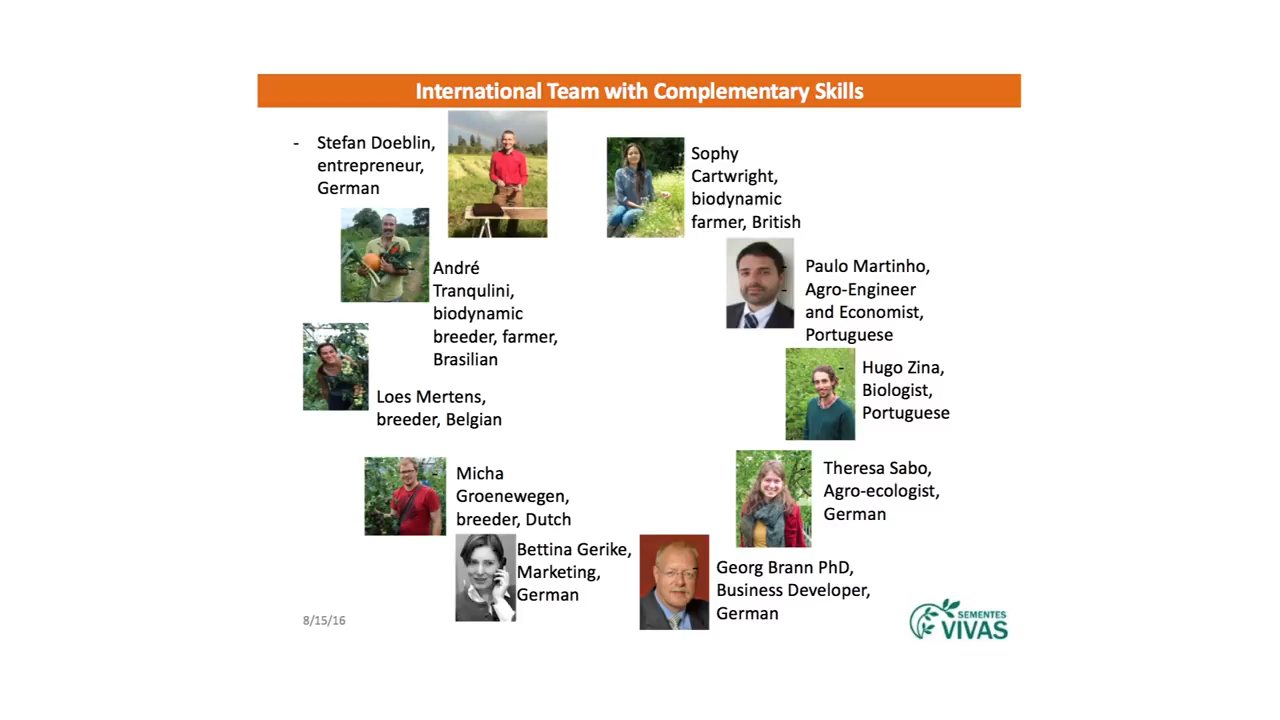 International Team with Complementary Skills
- Stefan Doeblin,
entrepreneur,
German
Sophy
Cartwright,
biodynamic
farmer, British
- André
Tranqulini,
biodynamic
breeder, farmer,
Brasilian
- Paulo Martinho,
- Agro-Engineer
and Economist,
Portuguese
Loes Mertens,
breeder, Belgian
- Hugo Zina,
Biologist,
Portuguese
- Micha
Groenewegen,
breeder, Dutch
- Theresa Sabo,
Agro-ecologist,
German
Bettina Gerike,
Marketing,
German
- Georg Brann PhD,
Business Developer,
German
8/15/16
SEMENTES
VIVAS